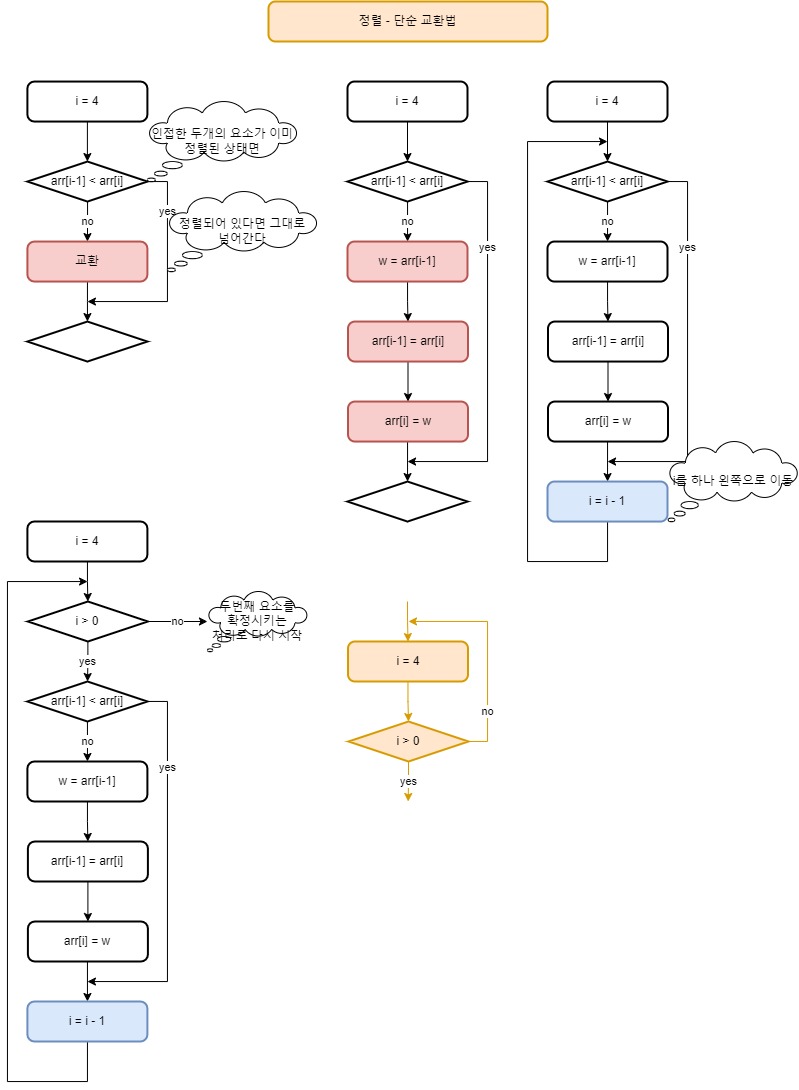 정렬 - 단순 교환법
i = 4
인접한 두개의 요소가 이미
정렬된 상태면
arr[i-1] < arr[i]
yes
no
정렬되어 있다면 그대로
넘어간다
교환
i = 4
arr[i-1] < arr[i]
no
yes
w = arr[i-1]
arr[i-1] = arr[i]
arr[i] = w
i = 4
arr[i-1] < arr[i]
no
yes
w = arr[i-1]
arr[i-1] = arr[i]
arr[i] = w
i를 하나 왼쪽으로 이동
i = i - 1
i = 4
i > 0
no
두번째 요소를
확정시키는
처리로 다시 시작
yes
arr[i-1] < arr[i]
no
yes
w = arr[i-1]
arr[i-1] = arr[i]
arr[i] = w
i = i - 1
i = 4
i > 0
no
yes